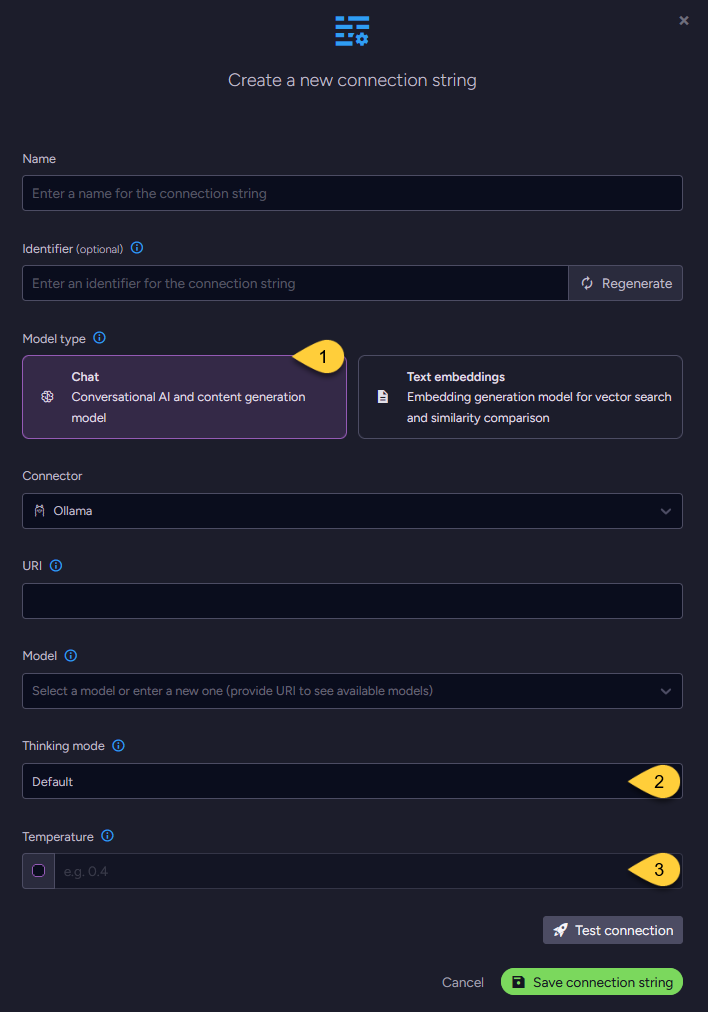 Create a new connection string
Name
Enter a name for the connection string
Identifier (optional)
Enter an identifier for the connection string
Regenerate
Model type
1
Chat
Conversational AI and content generation
model
Text embeddings
Embedding generation model for vector search
and similarity comparison
Connector
Ollama
URI
Model
Select a model or enter a new one (provide URI to see available models)
Thinking mode
Default
2
Temperature
e.g. 0.4
3
Test connection
Cancel
Save connection string